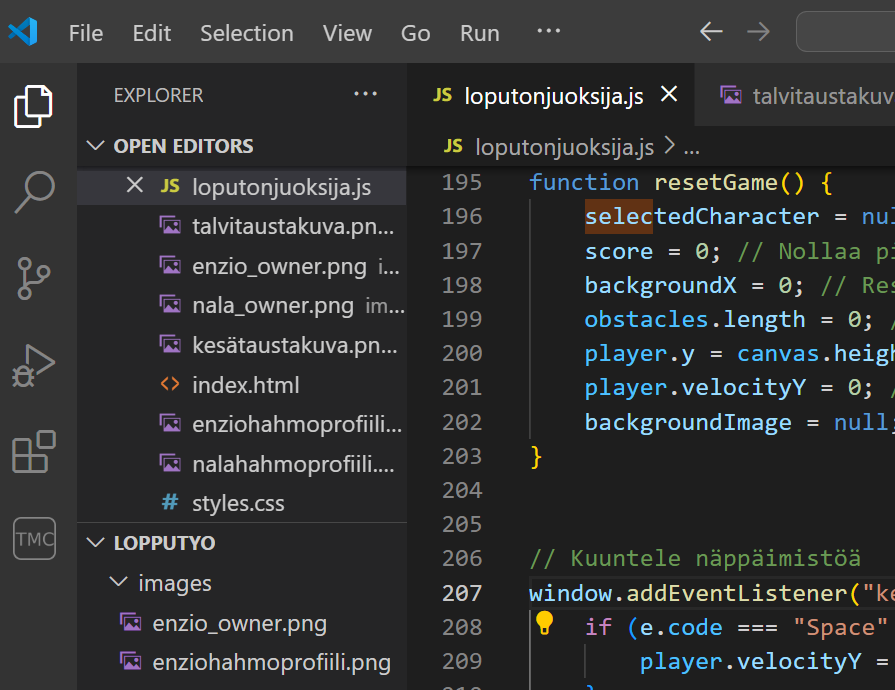 File Edit Selection View Go Run ...
EXPLORER ...
OPEN EDITORS
JS loputonjuoksija.js
talvitaustakuva.pn...
enzio_owner.png i...
nala_owner.png im...
kesätaustakuva.pn...
<> index.html
enziohahmoprofiili...
nalahahmoprofiili....
# styles.css
TMC
LOPPUTYO
images
enzio_owner.png
enziohahmoprofiili.png
JS loputonjuoksija.js talvitaustakuv
JS loputonjuoksija.js > ...
195 function resetGame() {
196 selectedCharacter = nul
197 score = 0; // Nollaa pi
198 backgroundX = 0; // Res
199 obstacles.length = 0; /
200 player.y = canvas.heigh
201 player.velocityY = 0; /
202 backgroundImage = null;
203 }
204
205
206 // Kuuntele näppäimistöä
207 window.addEventListener("ke
208 if (e.code === "Space"
209 player.velocityY =